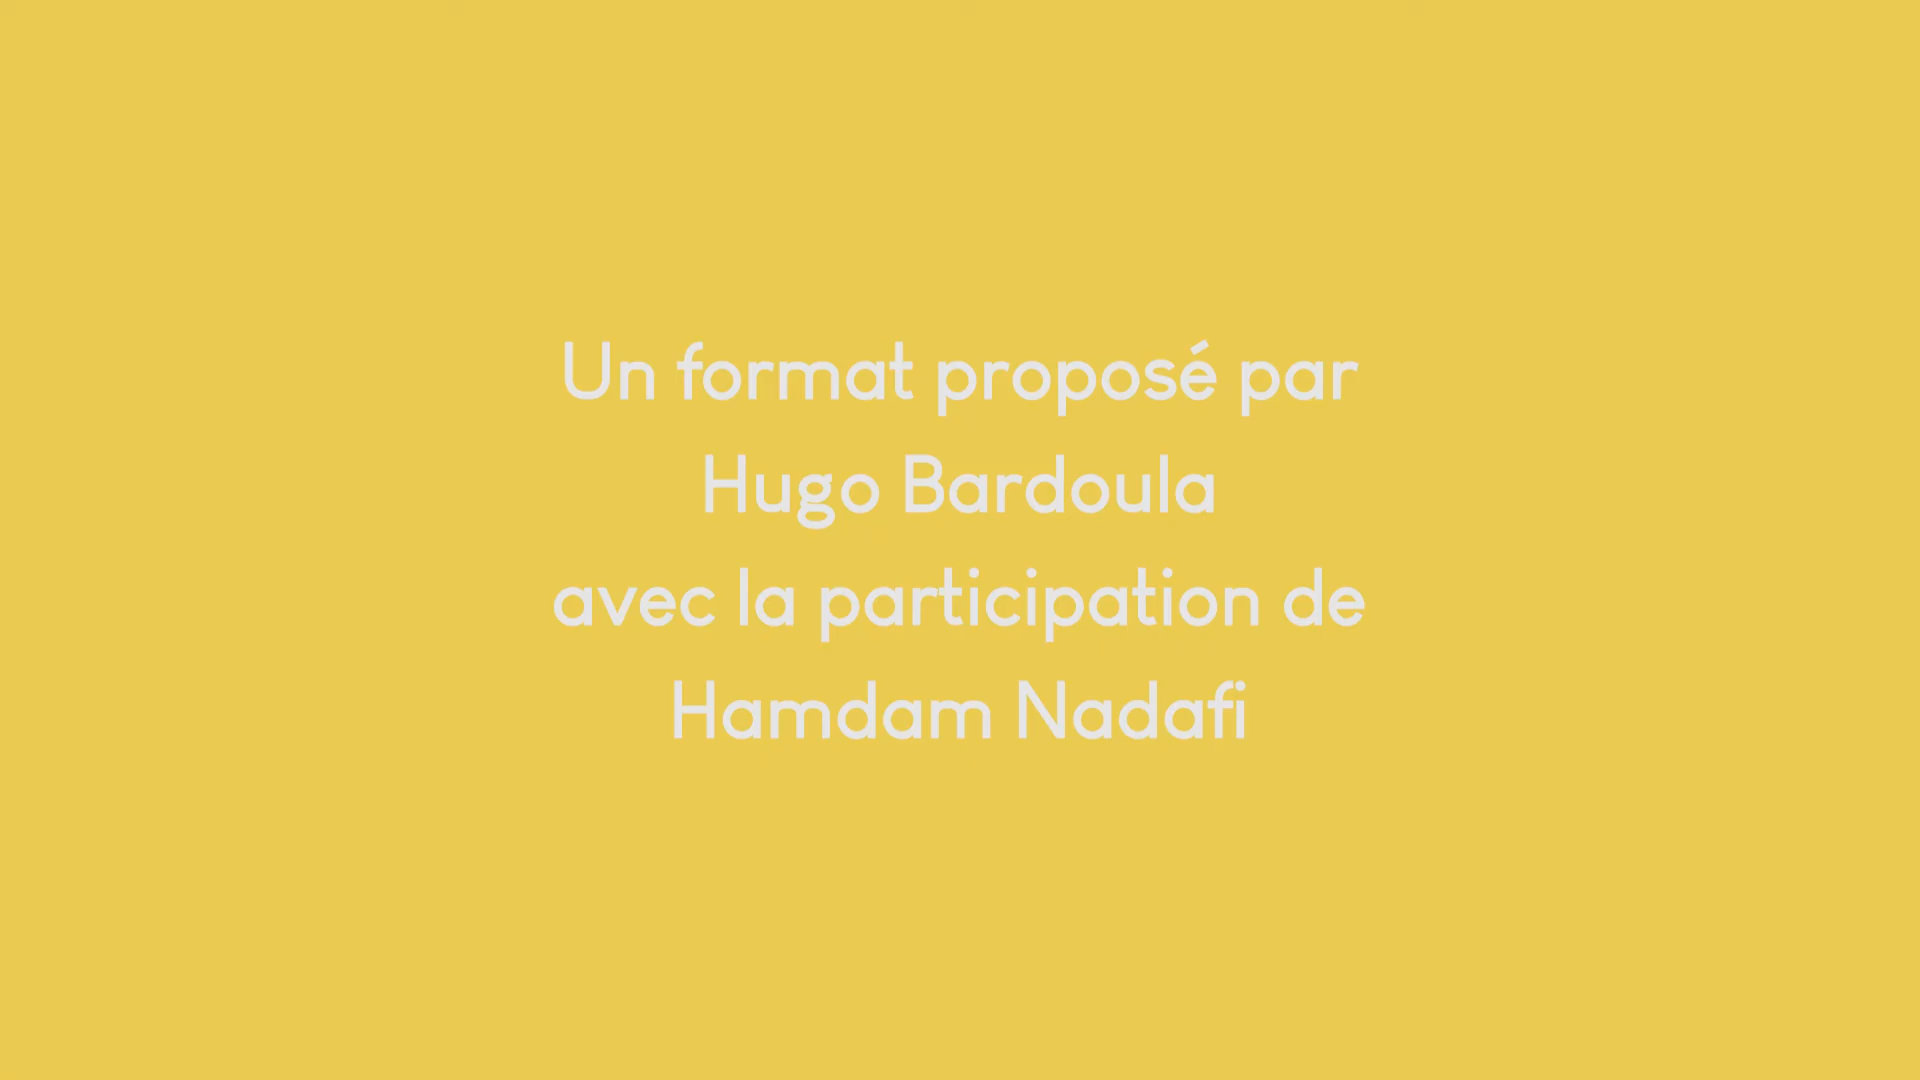 Un format proposé par
Hugo Bardoula
avec la participation de
Hamdam Nadafi